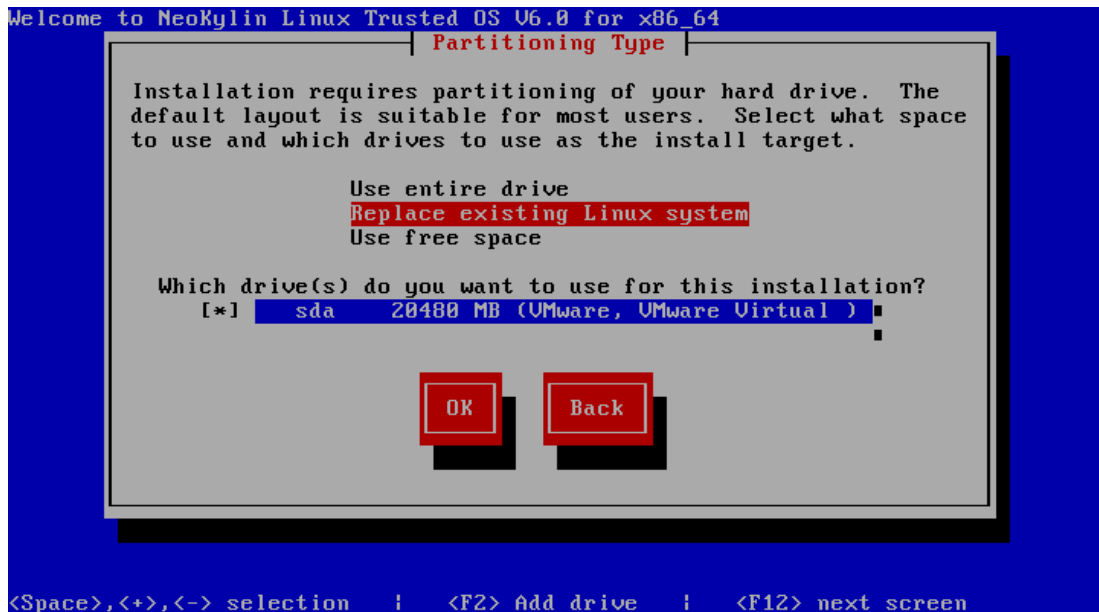 Welcome to NeoKylin Linux Trusted OS V6.0 for x86_64
Partitioning Type
Installation requires partitioning of your hard drive.  The
default layout is suitable for most users.  Select what space
to use and which drives to use as the install target.
Use entire drive
Replace existing Linux system
Use free space
Which drive(s) do you want to use for this installation?
[*]   sda    20480 MB (VMware, VMware Virtual )
OK    Back
<Space>,<+>,<-> selection   |   <F2> Add drive   |   <F12> next screen